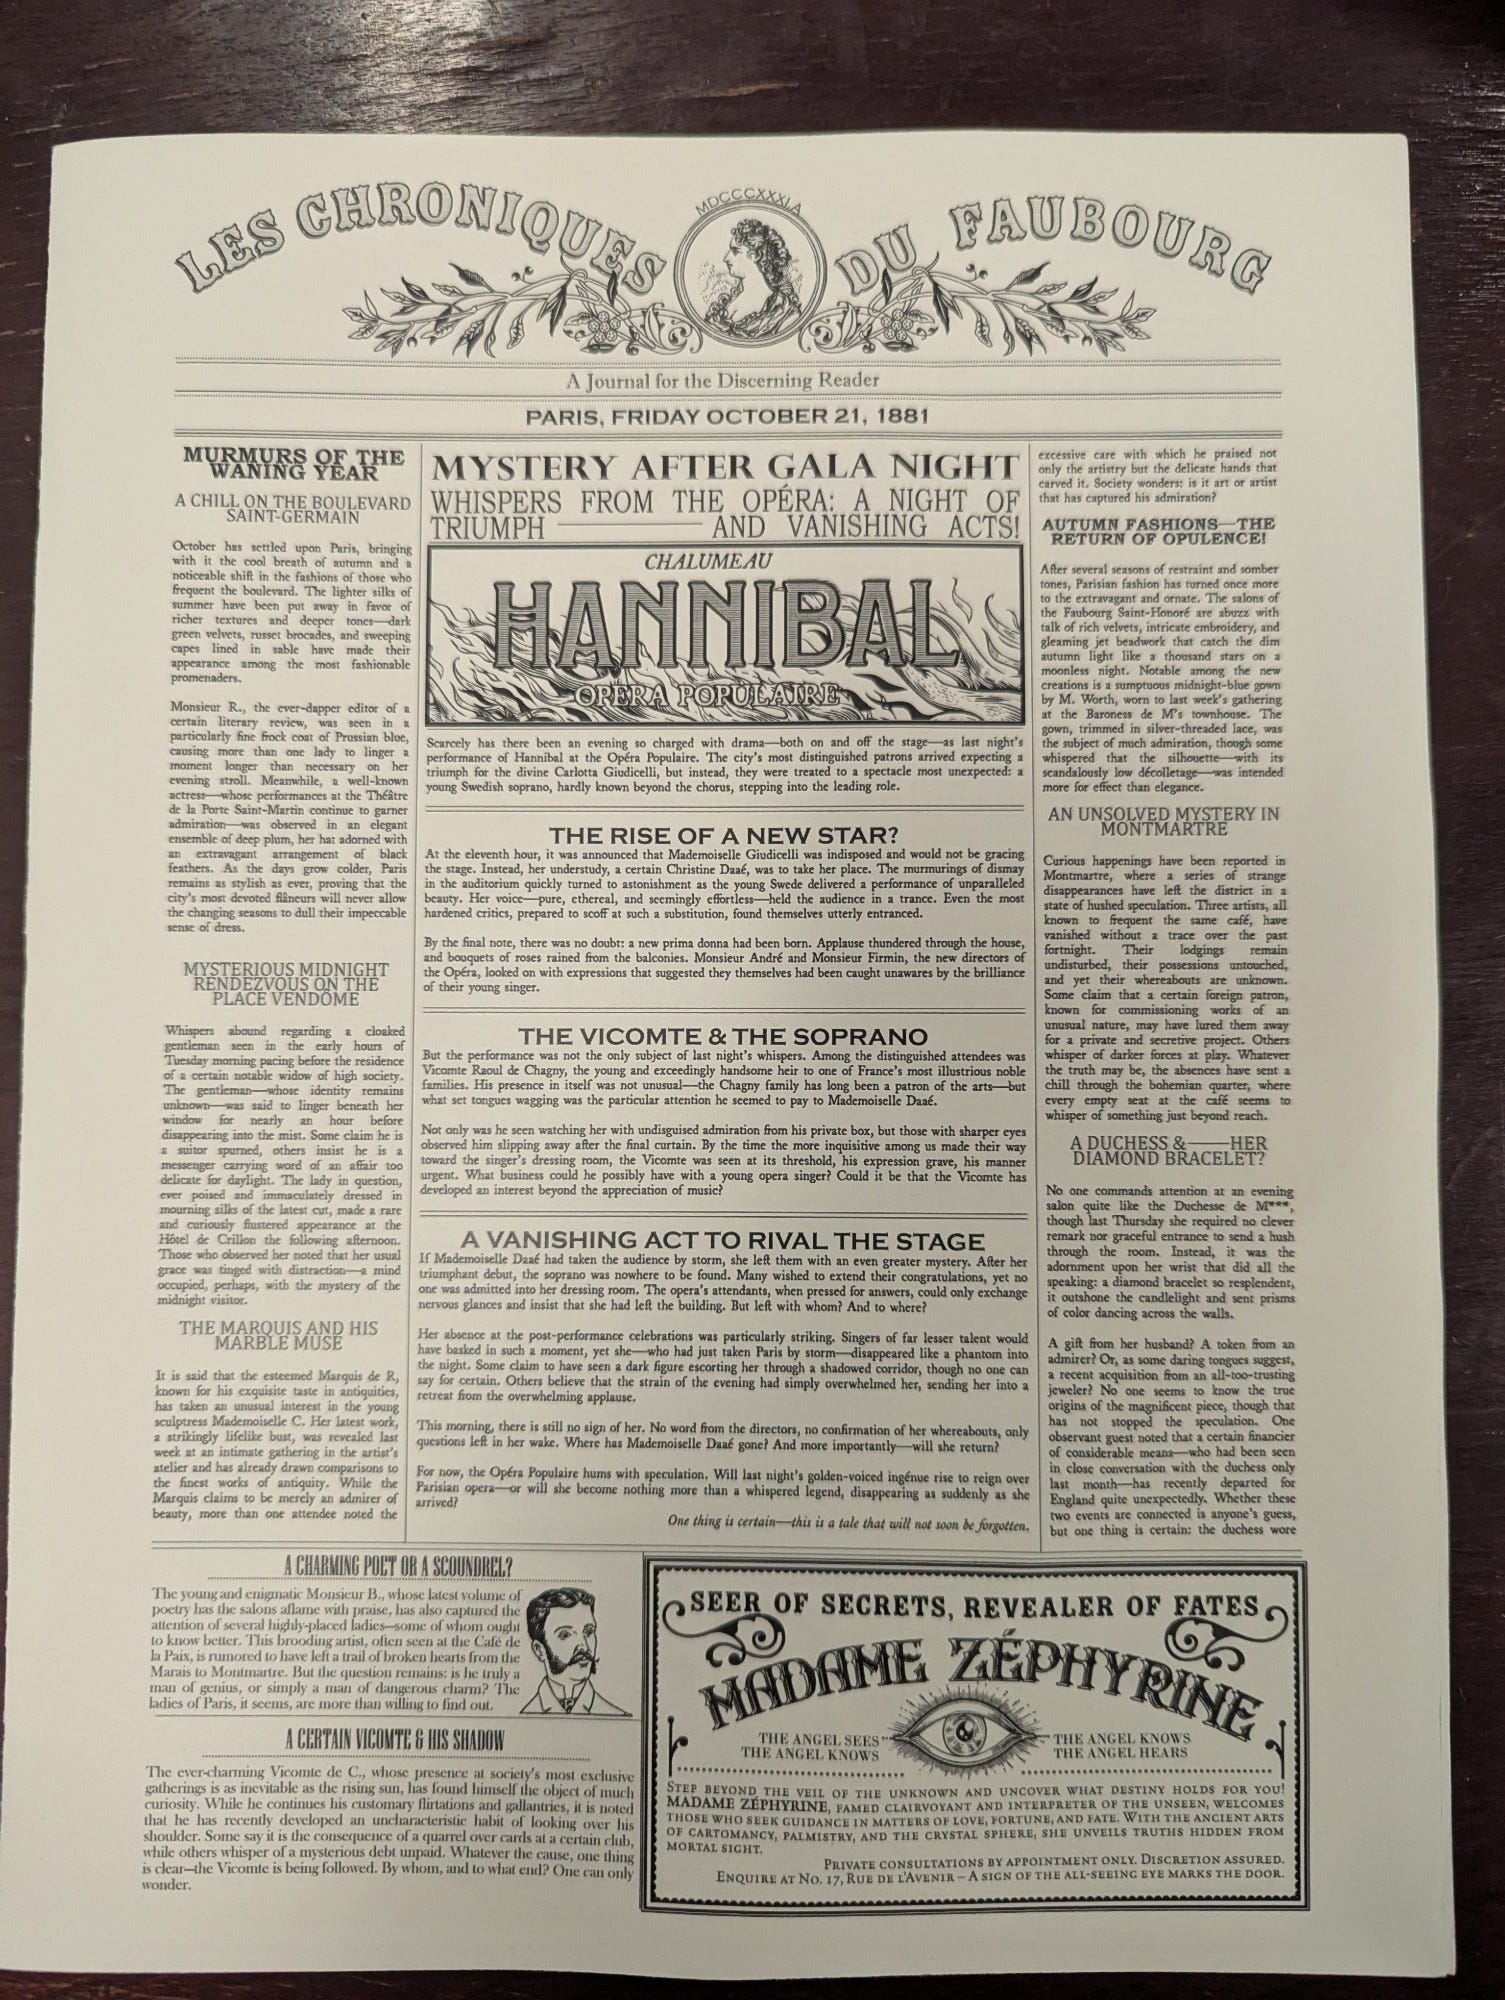 LES CHRONIQUES DU FAUBOURG
MDCCCXXXIA
A Journal for the Discerning Reader
PARIS, FRIDAY OCTOBER 21, 1881
MURMURS OF THE
WANING YEAR
A CHILL ON THE BOULEVARD
SAINT-GERMAIN
October has settled upon Paris, bringing
with it the cool breath of autumn and a
noticeable shift in the fashions of those who
frequent the boulevard. The lighter silks of
summer have been put away in favor of
richer textures and deeper tones—dark
green velvets, russet brocades, and sweeping
capes lined in sable have made their
appearance among the most fashionable
promenaders.
Monsieur R., the ever-dapper editor of a
certain literary review, was seen in a
particularly fine frock coat of Prussian blue,
causing more than one lady to linger a
moment longer than necessary on her
evening stroll. Meanwhile, a well-known
actress—whose performances at the Théâtre
de la Porte Saint-Martin continue to garner
admiration—was observed in an elegant
ensemble of deep plum, her hat adorned with
an extravagant arrangement of black
feathers. As the days grow colder, Paris
remains as stylish as ever, proving that the
city's most devoted flâneurs will never allow
the changing seasons to dull their impeccable
sense of dress.
MYSTERIOUS MIDNIGHT
RENDEZVOUS ON THE
PLACE VENDÔME
Whispers abound regarding a cloaked
gentleman seen in the early hours of
Tuesday morning pacing before the residence
of a certain notable widow of high society.
The gentleman—whose identity remains
unknown—was said to linger beneath her
window for nearly an hour before
disappearing into the mist. Some claim he is
a suitor spurned, others insist he is a
messenger carrying word of an affair too
delicate for daylight. The lady in question,
ever poised and immaculately dressed in
mourning silks of the latest cut, made a rare
and curiously flustered appearance at the
Hôtel de Crillon the following afternoon.
Those who observed her noted that her usual
grace was tinged with distraction—a mind
occupied, perhaps, with the mystery of the
midnight visitor.
THE MARQUIS AND HIS
MARBLE MUSE
It is said that the esteemed Marquis de R,
known for his exquisite taste in antiquities,
has taken an unusual interest in the young
sculptress Mademoiselle C. Her latest work,
a strikingly lifelike bust, was revealed last
week at an intimate gathering in the artist's
atelier and has already drawn comparisons to
the finest works of antiquity. While the
Marquis claims to be merely an admirer of
beauty, more than one attendee noted the
MYSTERY AFTER GALA NIGHT
WHISPERS FROM THE OPÉRA: A NIGHT OF
TRIUMPH ——— AND VANISHING ACTS!
CHALUMEAU
HANNIBAL
OPERA POPULAIRE
Scarcely has there been an evening so charged with drama—both on and off the stage—as last night's
performance of Hannibal at the Opéra Populaire. The city's most distinguished patrons arrived expecting a
triumph for the divine Carlotta Giudicelli, but instead, they were treated to a spectacle most unexpected: a
young Swedish soprano, hardly known beyond the chorus, stepping into the leading role.
THE RISE OF A NEW STAR?
At the eleventh hour, it was announced that Mademoiselle Giudicelli was indisposed and would not be gracing
the stage. Instead, her understudy, a certain Christine Daaé, was to take her place. The murmurings of dismay
in the auditorium quickly turned to astonishment as the young Swede delivered a performance of unparalleled
beauty. Her voice—pure, ethereal, and seemingly effortless—held the audience in a trance. Even the most
hardened critics, prepared to scoff at such a substitution, found themselves utterly entranced.
By the final note, there was no doubt: a new prima donna had been born. Applause thundered through the house,
and bouquets of roses rained from the balconies. Monsieur André and Monsieur Firmin, the new directors of
the Opéra, looked on with expressions that suggested they themselves had been caught unawares by the brilliance
of their young singer.
THE VICOMTE & THE SOPRANO
But the performance was not the only subject of last night's whispers. Among the distinguished attendees was
Vicomte Raoul de Chagny, the young and exceedingly handsome heir to one of France's most illustrious noble
families. His presence in itself was not unusual—the Chagny family has long been a patron of the arts—but
what set tongues wagging was the particular attention he seemed to pay to Mademoiselle Daaé.
Not only was he seen watching her with undisguised admiration from his private box, but those with sharper eyes
observed him slipping away after the final curtain. By the time the more inquisitive among us made their way
toward the singer's dressing room, the Vicomte was seen at its threshold, his expression grave, his manner
urgent. What business could he possibly have with a young opera singer? Could it be that the Vicomte has
developed an interest beyond the appreciation of music?
A VANISHING ACT TO RIVAL THE STAGE
If Mademoiselle Daaé had taken the audience by storm, she left them with an even greater mystery. After her
triumphant debut, the soprano was nowhere to be found. Many wished to extend their congratulations, yet no
one was admitted into her dressing room. The opera's attendants, when pressed for answers, could only exchange
nervous glances and insist that she had left the building. But left with whom? And to where?
Her absence at the post-performance celebrations was particularly striking. Singers of far lesser talent would
have basked in such a moment, yet she—who had just taken Paris by storm—disappeared like a phantom into
the night. Some claim to have seen a dark figure escorting her through a shadowed corridor, though no one can
say for certain. Others believe that the strain of the evening had simply overwhelmed her, sending her into a
retreat from the overwhelming applause.
This morning, there is still no sign of her. No word from the directors, no confirmation of her whereabouts, only
questions left in her wake. Where has Mademoiselle Daaé gone? And more importantly—will she return?
For now, the Opéra Populaire hums with speculation. Will last night's golden-voiced ingénue rise to reign over
Parisian opera—or will she become nothing more than a whispered legend, disappearing as suddenly as she
arrived?
One thing is certain—this is a tale that will not soon be forgotten.
excessive care with which he praised not
only the artistry but the delicate hands that
carved it. Society wonders: is it art or artist
that has captured his admiration?
AUTUMN FASHIONS—THE
RETURN OF OPULENCE!
After several seasons of restraint and somber
tones, Parisian fashion has turned once more
to the extravagant and ornate. The salons of
the Faubourg Saint-Honoré are abuzz with
talk of rich velvets, intricate embroidery, and
gleaming jet beadwork that catch the dim
autumn light like a thousand stars on a
moonless night. Notable among the new
creations is a sumptuous midnight-blue gown
by M. Worth, worn to last week's gathering
at the Baroness de M's townhouse. The
gown, trimmed in silver-threaded lace, was
the subject of much admiration, though some
whispered that the silhouette—with its
scandalously low décolletage—was intended
more for effect than elegance.
AN UNSOLVED MYSTERY IN
MONTMARTRE
Curious happenings have been reported in
Montmartre, where a series of strange
disappearances have left the district in a
state of hushed speculation. Three artists, all
known to frequent the same café, have
vanished without a trace over the past
fortnight. Their lodgings remain
undisturbed, their possessions untouched,
and yet their whereabouts are unknown.
Some claim that a certain foreign patron,
known for commissioning works of an
unusual nature, may have lured them away
for a private and secretive project. Others
whisper of darker forces at play. Whatever
the truth may be, the absences have sent a
chill through the bohemian quarter, where
every empty seat at the café seems to
whisper of something just beyond reach.
A DUCHESS &——HER
DIAMOND BRACELET?
No one commands attention at an evening
salon quite like the Duchesse de M***,
though last Thursday she required no clever
remark nor graceful entrance to send a hush
through the room. Instead, it was the
adornment upon her wrist that did all the
speaking: a diamond bracelet so resplendent,
it outshone the candlelight and sent prisms
of color dancing across the walls.
A gift from her husband? A token from an
admirer? Or, as some daring tongues suggest,
a recent acquisition from an all-too-trusting
jeweler? No one seems to know the true
origins of the magnificent piece, though that
has not stopped the speculation. One
observant guest noted that a certain financier
of considerable means—who had been seen
in close conversation with the duchess only
last month—has recently departed for
England quite unexpectedly. Whether these
two events are connected is anyone's guess,
but one thing is certain: the duchess wore
A CHARMING POET OR A SCOUNDREL?
The young and enigmatic Monsieur B., whose latest volume of
poetry has the salons aflame with praise, has also captured the
attention of several highly-placed ladies—some of whom ought
to know better. This brooding artist, often seen at the Café de
la Paix, is rumored to have left a trail of broken hearts from the
Marais to Montmartre. But the question remains: is he truly a
man of genius, or simply a man of dangerous charm? The
ladies of Paris, it seems, are more than willing to find out.
A CERTAIN VICOMTE & HIS SHADOW
The ever-charming Vicomte de C., whose presence at society's most exclusive
gatherings is as inevitable as the rising sun, has found himself the object of much
curiosity. While he continues his customary flirtations and gallantries, it is noted
that he has recently developed an uncharacteristic habit of looking over his
shoulder. Some say it is the consequence of a quarrel over cards at a certain club,
while others whisper of a mysterious debt unpaid. Whatever the cause, one thing
is clear—the Vicomte is being followed. By whom, and to what end? One can only
wonder.
SEER OF SECRETS, REVEALER OF FATES
MADAME ZÉPHYRINE
THE ANGEL SEES THE ANGEL KNOWS
THE ANGEL KNOWS THE ANGEL HEARS
STEP BEYOND THE VEIL OF THE UNKNOWN AND UNCOVER WHAT DESTINY HOLDS FOR YOU!
MADAME ZÉPHYRINE, FAMED CLAIRVOYANT AND INTERPRETER OF THE UNSEEN, WELCOMES
THOSE WHO SEEK GUIDANCE IN MATTERS OF LOVE, FORTUNE, AND FATE. WITH THE ANCIENT ARTS
OF CARTOMANCY, PALMISTRY, AND THE CRYSTAL SPHERE, SHE UNVEILS TRUTHS HIDDEN FROM
MORTAL SIGHT.
PRIVATE CONSULTATIONS BY APPOINTMENT ONLY. DISCRETION ASSURED.
ENQUIRE AT NO. 17, RUE DE L'AVENIR – A SIGN OF THE ALL-SEEING EYE MARKS THE DOOR.